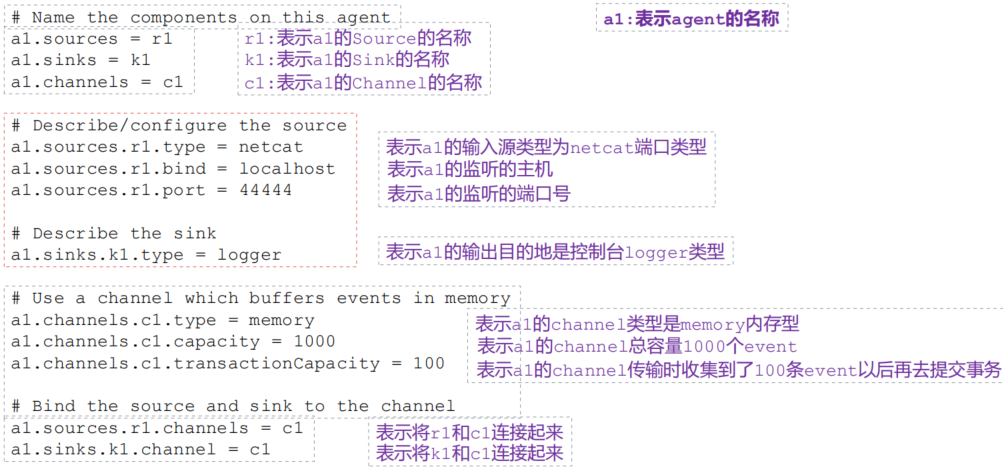 # Name the components on this agent
a1:表示agent的名称
a1.sources = r1
r1:表示a1的Source的名称
a1.sinks = k1
k1:表示a1的Sink的名称
a1.channels = c1
c1:表示a1的Channel的名称
# Describe/configure the source
a1.sources.r1.type = netcat
表示a1的输入源类型为netcat端口类型
a1.sources.r1.bind = localhost
表示a1的监听的主机
a1.sources.r1.port = 44444
表示a1的监听的端口号
# Describe the sink
a1.sinks.k1.type = logger
表示a1的输出目的地是控制台logger类型
# Use a channel which buffers events in memory
a1.channels.c1.type = memory
表示a1的channel类型是memory内存型
a1.channels.c1.capacity = 1000
表示a1的channel总容量1000个event
a1.channels.c1.transactionCapacity = 100
表示a1的channel传输时收集到了100条event以后再去提交事务
# Bind the source and sink to the channel
a1.sources.r1.channels = c1
表示将r1和c1连接起来
a1.sinks.k1.channel = c1
表示将k1和c1连接起来